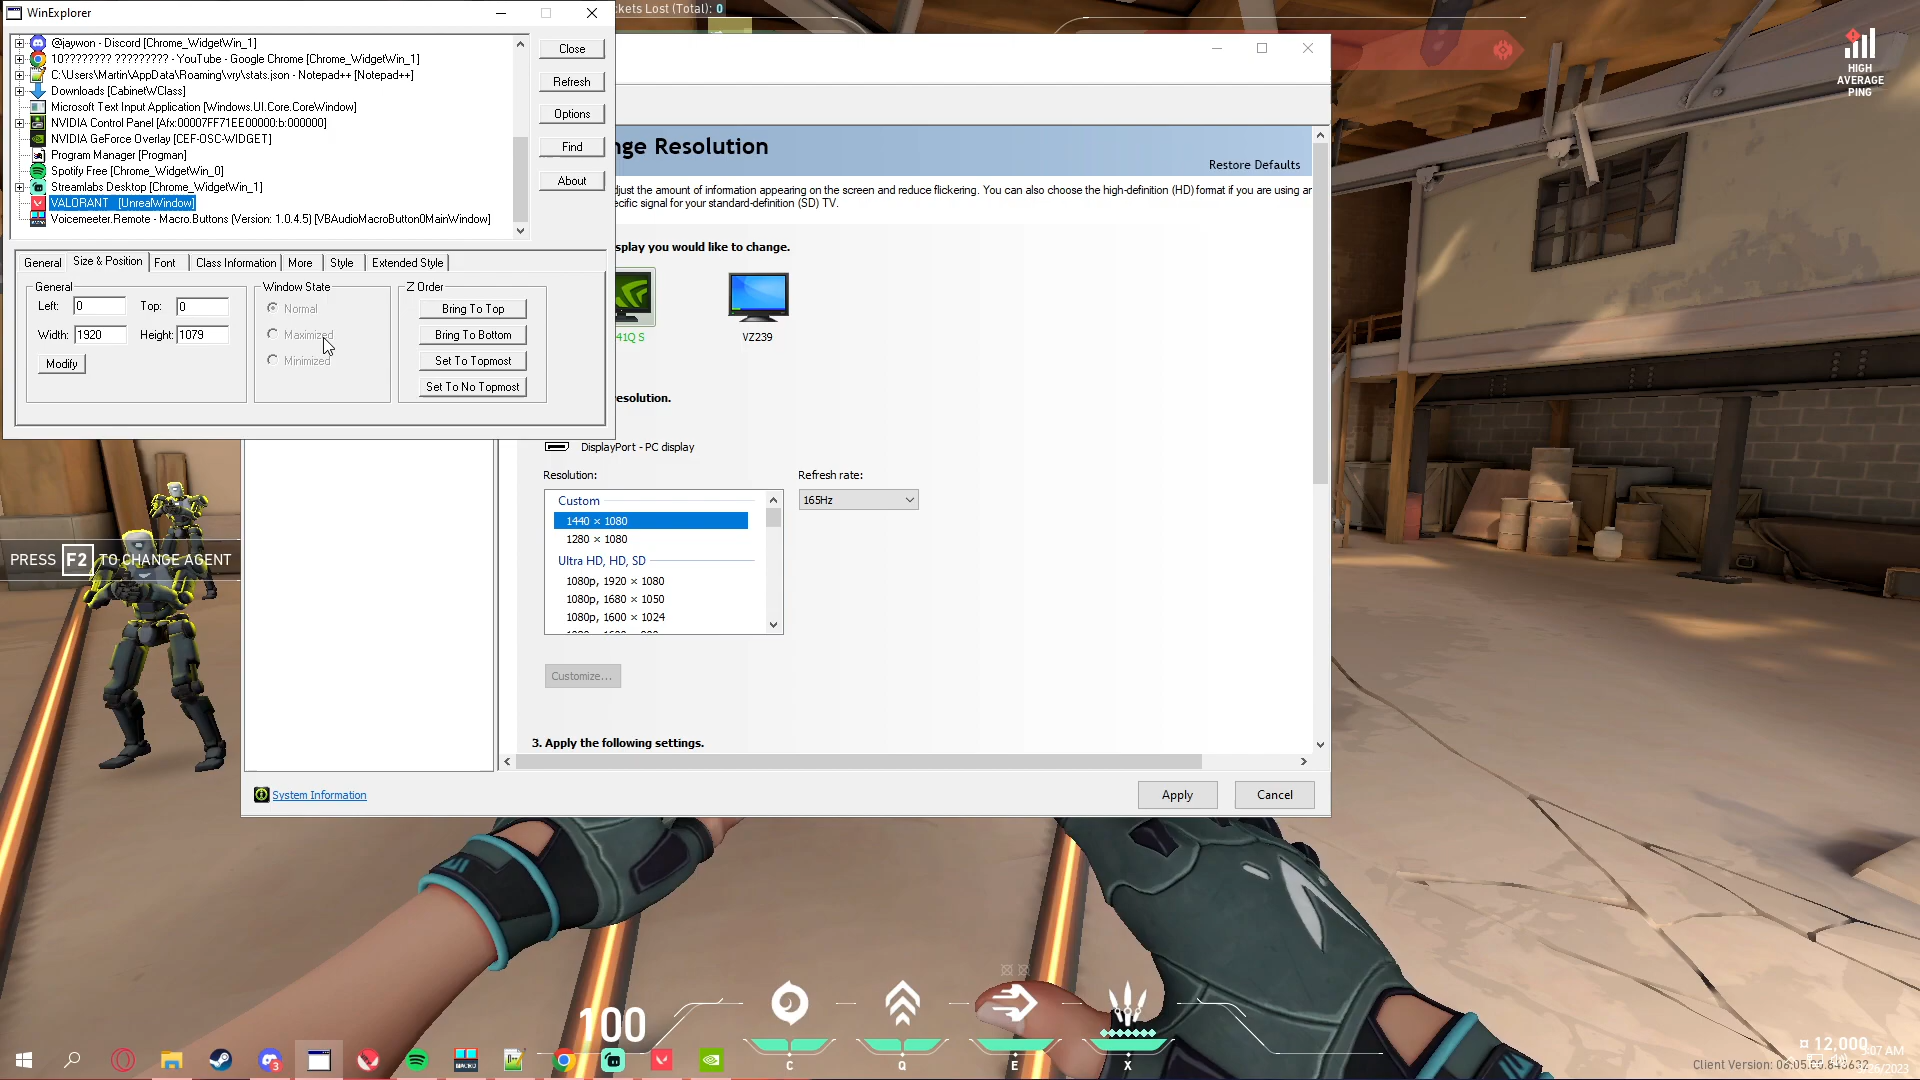 WinExplorer
@jaywon - Discord [Chrome_WidgetWin_1]
10???????? ????????? - YouTube - Google Chrome [Chrome_WidgetWin_1]
C:\Users\Martin\AppData\Roaming\vry\stats.json - Notepad++ [Notepad++]
Downloads [CabinetWClass]
Microsoft Text Input Application [Windows.UI.Core.CoreWindow]
NVIDIA Control Panel [Afx:00007FF71EE00000:b:000000]
NVIDIA GeForce Overlay [CEF-OSC-WIDGET]
Program Manager [Progman]
Spotify Free [Chrome_WidgetWin_0]
Streamlabs Desktop [Chrome_WidgetWin_1]
VALORANT [UnrealWindow]
Voicemeeter.Remote - Macro.Buttons (Version: 1.0.4.5) [VBAudioMacroButton0MainWindow]
Close
Refresh
Options
Find
About
General
Size & Position
Font
Class Information
More
Style
Extended Style
General
Left: 0
Top: 0
Width: 1920
Height: 1079
Modify
Window State
Normal
Maximized
Minimized
Z Order
Bring To Top
Bring To Bottom
Set To Topmost
Set To No Topmost
ckets Lost (Total): 0
HIGH
AVERAGE
PING
nge Resolution
Restore Defaults
djust the amount of information appearing on the screen and reduce flickering. You can also choose the high-definition (HD) format if you are using ar
ecific signal for your standard-definition (SD) TV.
splay you would like to change.
41Q S
VZ239
esolution.
DisplayPort - PC display
Resolution:
Refresh rate:
165Hz
Custom
1440 × 1080
1280 × 1080
Ultra HD, HD, SD
1080p, 1920 × 1080
1080p, 1680 × 1050
1080p, 1600 × 1024
Customize...
3. Apply the following settings.
System Information
Apply
Cancel
PRESS F2 TO CHANGE AGENT
100
C
Q
E
X
MACRO
12,000
:07 AM
Client Version: